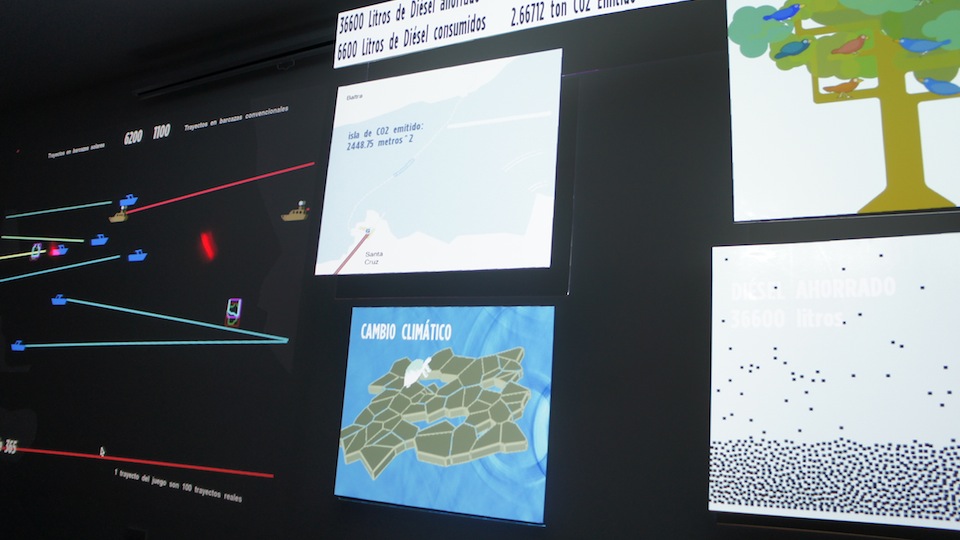 36600 Litros de Diésel ahorrado
6600 Litros de Diésel consumidos
2.66712 ton CO2 Emitido
Trayectos en barcazas solares
6200
1100
Trayectos en barcazas convencionales
Baltra
isla de CO2 emitido:
2448.75 metros^2
Santa
Cruz
CAMBIO CLIMÁTICO
DIÉSEL AHORRADO
36600 litros
365
1 trayecto del juego son 100 trayectos reales